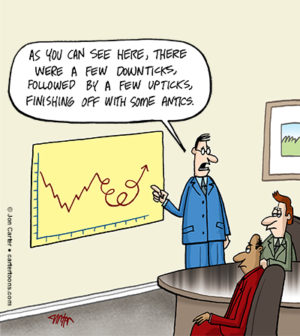 AS YOU CAN SEE HERE, THERE
WERE A FEW DOWNTICKS,
FOLLOWED BY A FEW UPTICKS,
FINISHING OFF WITH SOME ANTICS.
© Jon Carter • cartertoons.com